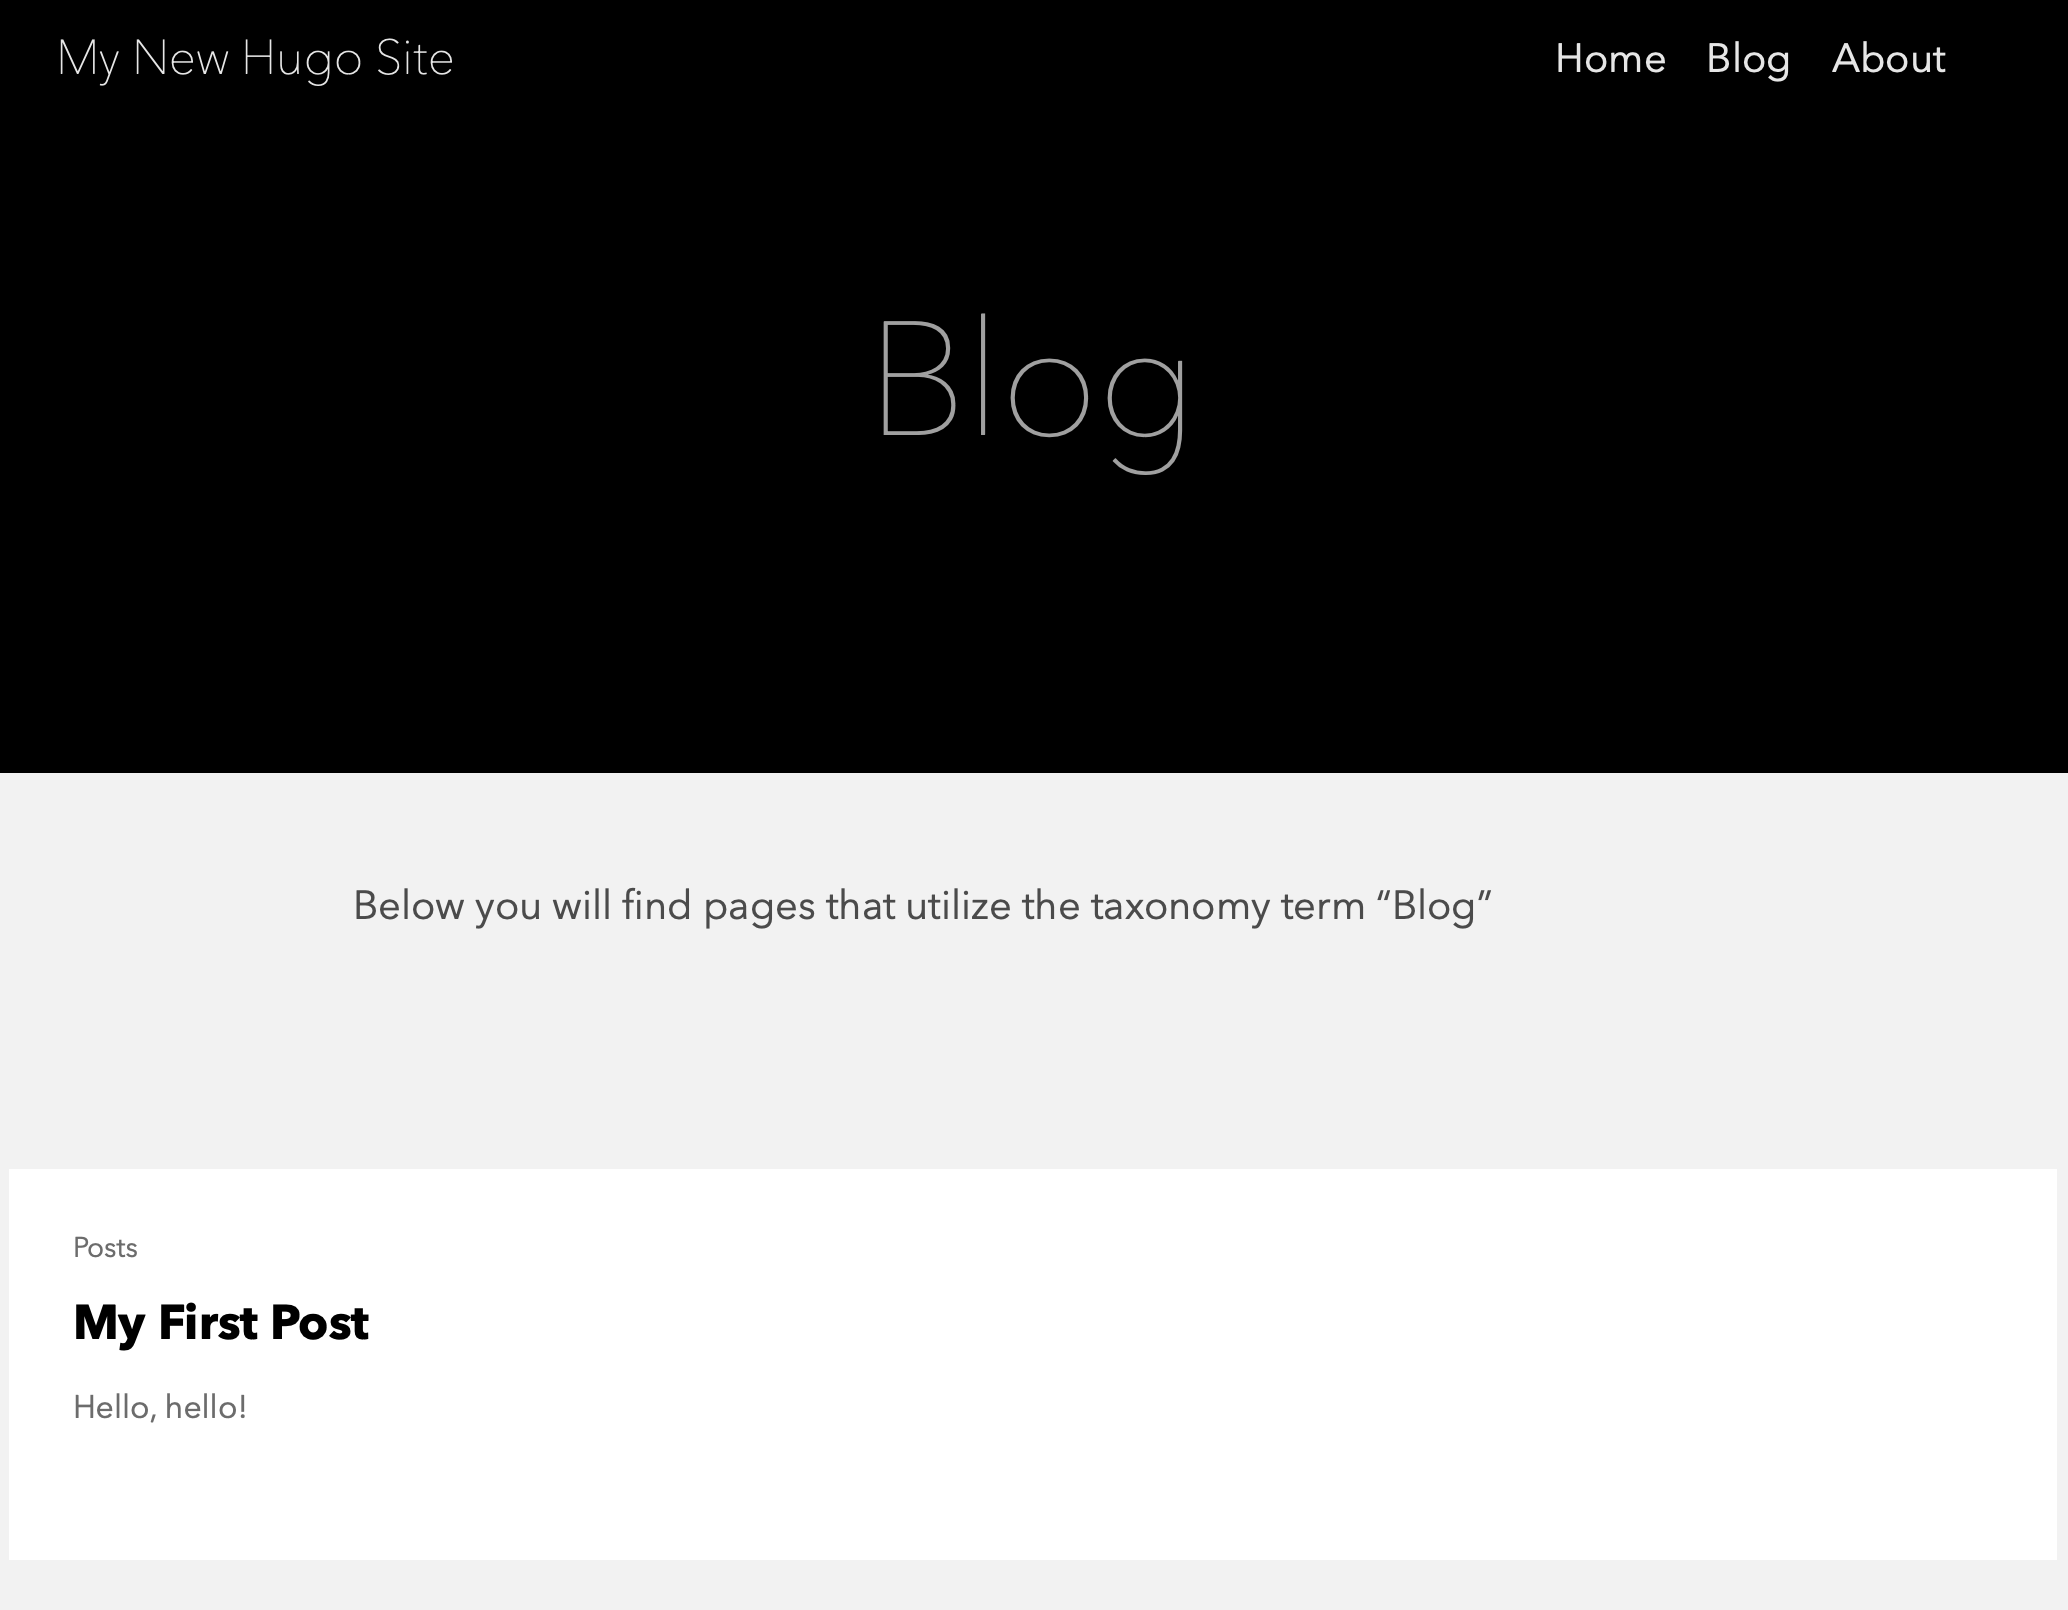 My New Hugo Site
Home Blog About
Blog
Below you will find pages that utilize the taxonomy term “Blog”
Posts
My First Post
Hello, hello!